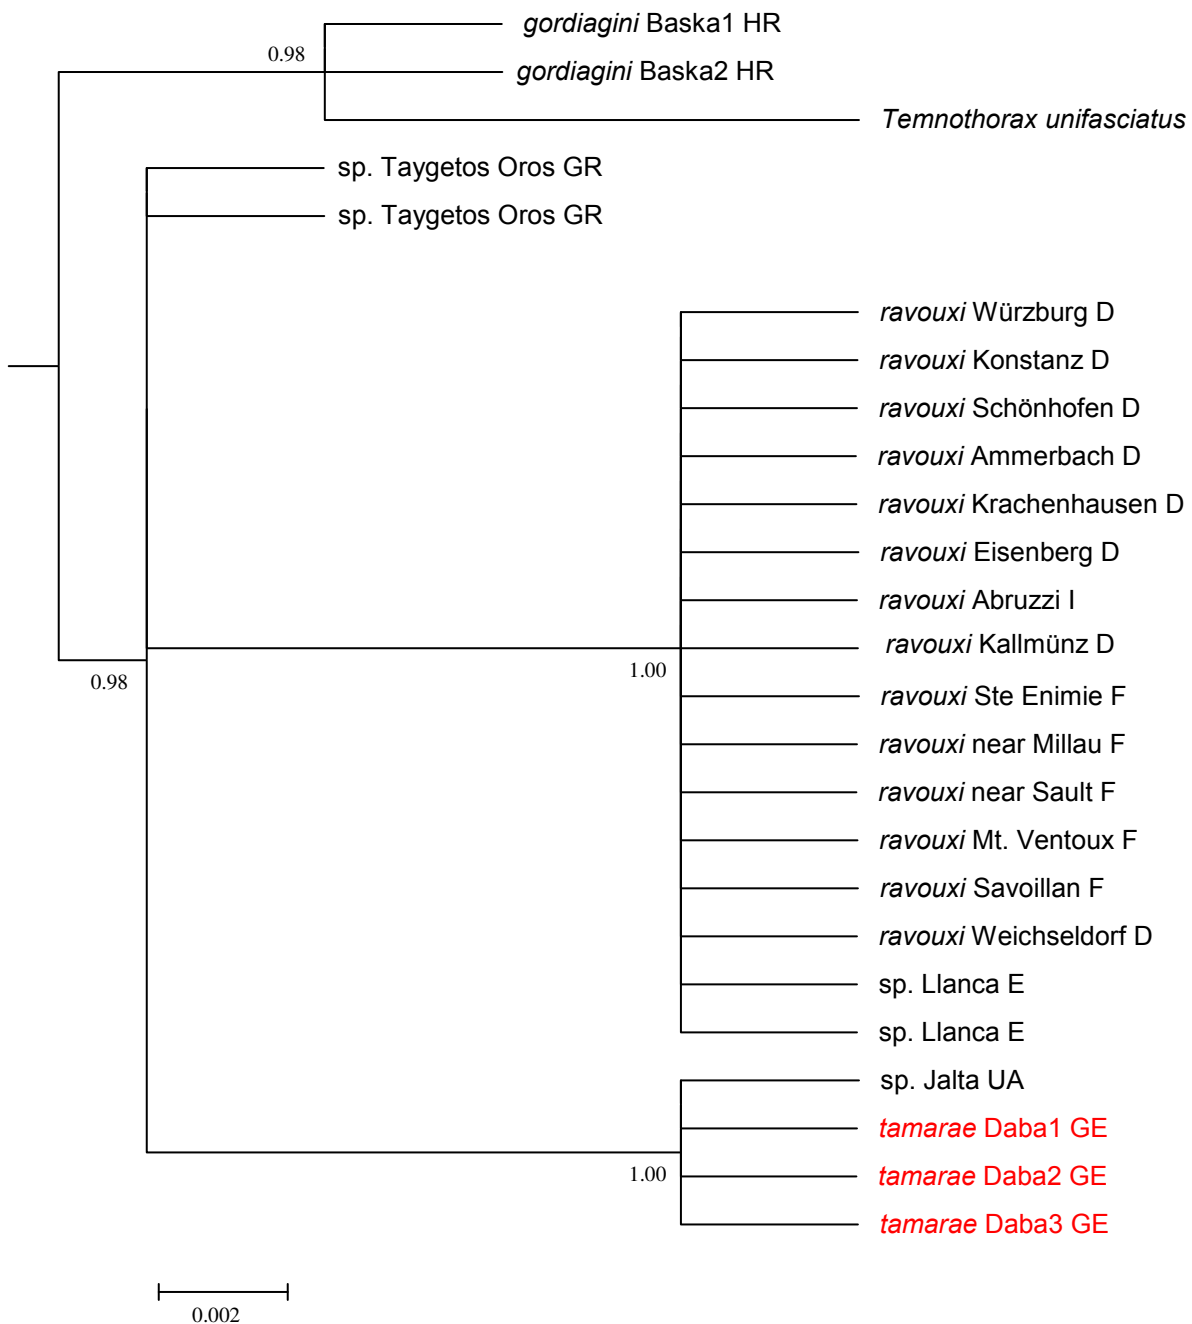 gordiagini Baska1 HR
0.98
gordiagini Baska2 HR
Temnothorax unifasciatus
sp. Taygetos Oros GR
sp. Taygetos Oros GR
ravouxi Würzburg D
ravouxi Konstanz D
ravouxi Schönhofen D
ravouxi Ammerbach D
ravouxi Krachenhausen D
ravouxi Eisenberg D
ravouxi Abruzzi I
ravouxi Kallmünz D
1.00
0.98
ravouxi Ste Enimie F
ravouxi near Millau F
ravouxi near Sault F
ravouxi Mt. Ventoux F
ravouxi Savoillan F
ravouxi Weichseldorf D
sp. Llanca E
sp. Llanca E
sp. Jalta UA
tamarae Daba1 GE
1.00
tamarae Daba2 GE
tamarae Daba3 GE
0.002